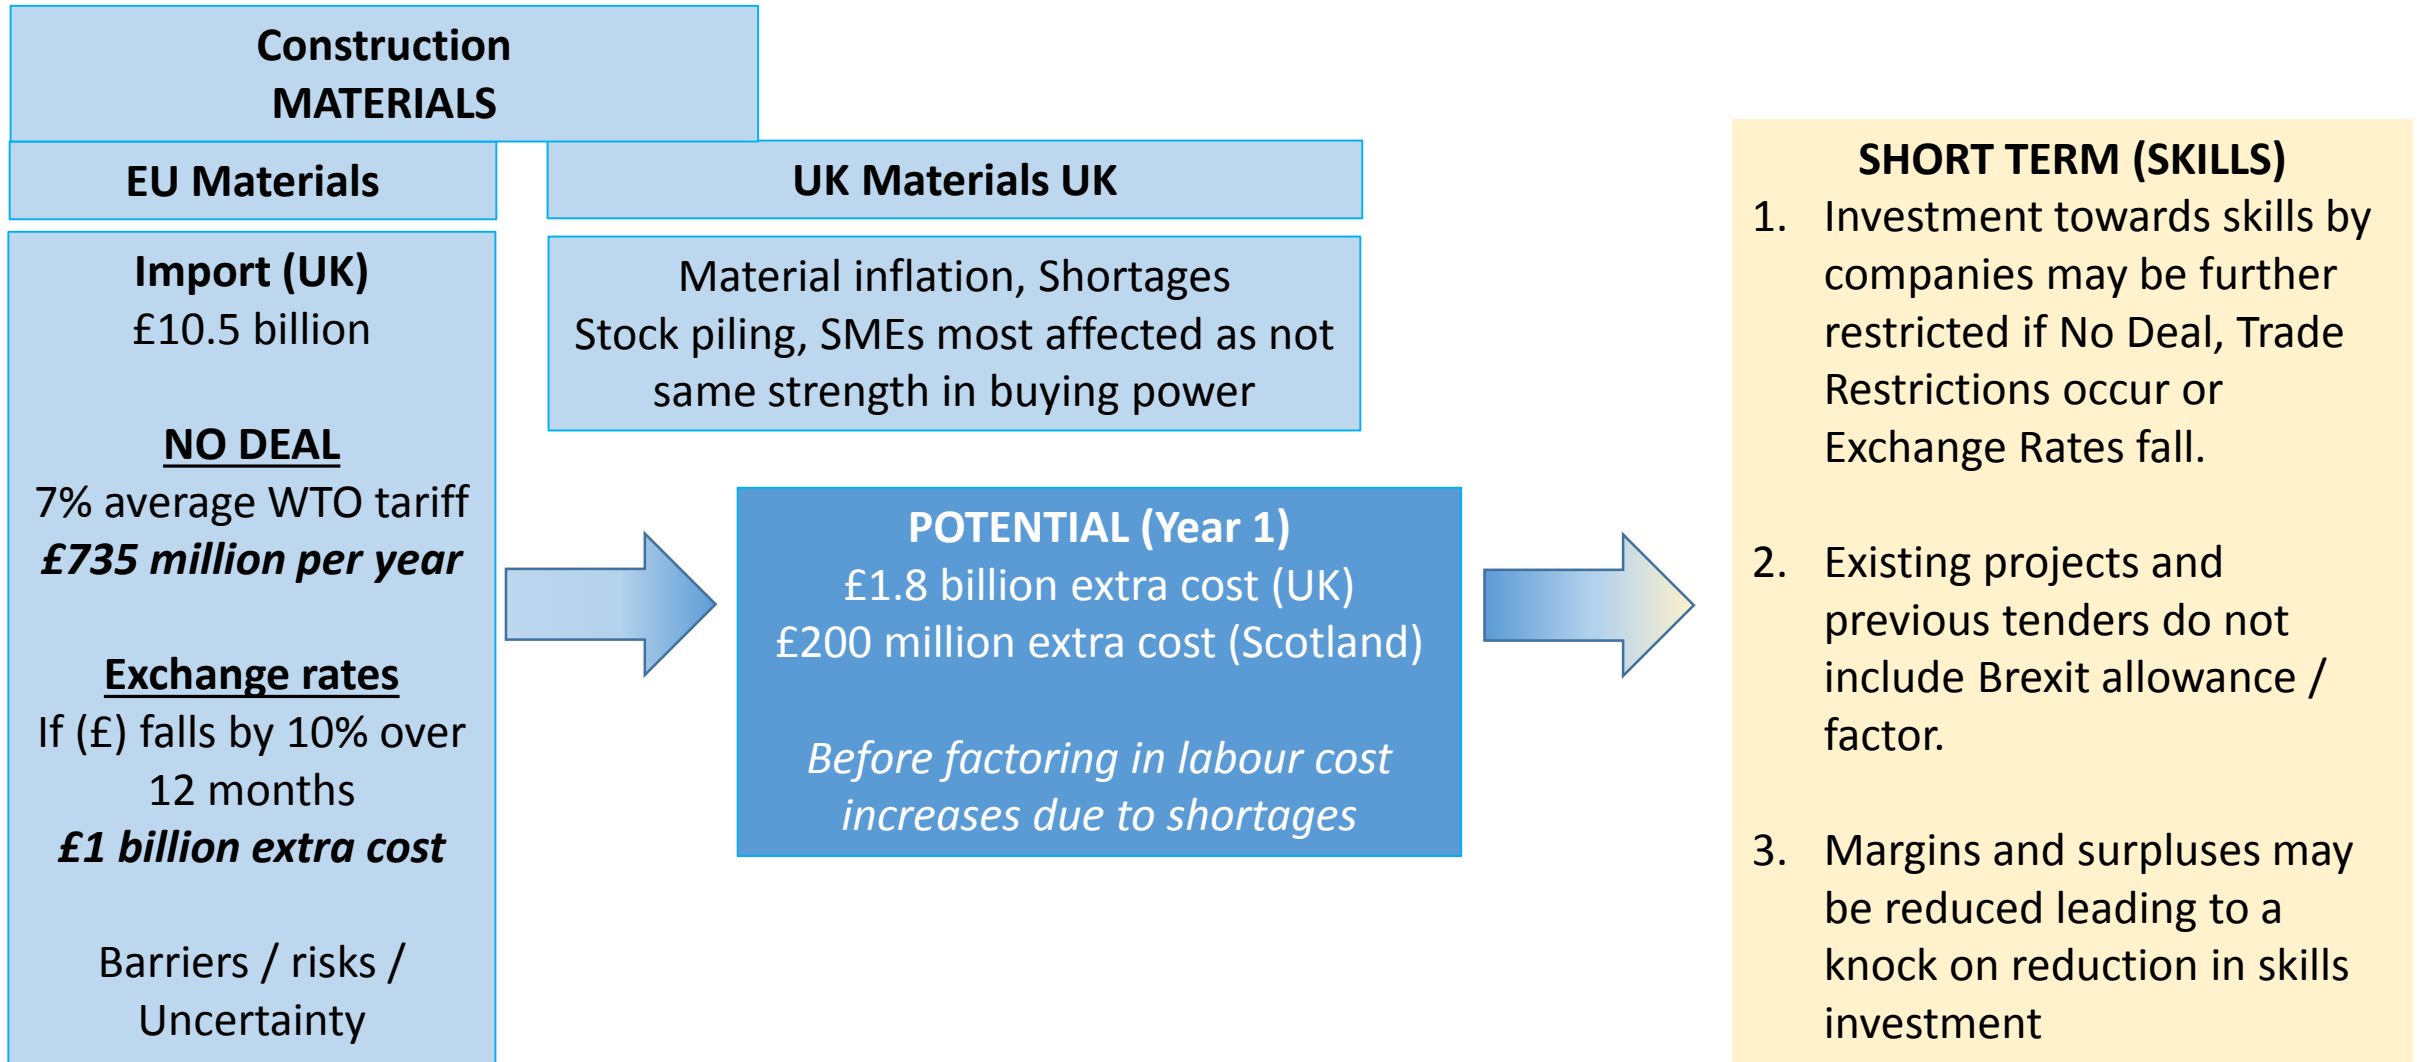 Construction
MATERIALS
EU Materials
UK Materials UK
Import (UK)
£10.5 billion
NO DEAL
7% average WTO tariff
£735 million per year
Exchange rates
If (£) falls by 10% over
12 months
£1 billion extra cost
Barriers / risks /
Uncertainty
Material inflation, Shortages
Stock piling, SMEs most affected as not
same strength in buying power
POTENTIAL (Year 1)
£1.8 billion extra cost (UK)
£200 million extra cost (Scotland)
Before factoring in labour cost
increases due to shortages
SHORT TERM (SKILLS)
1. Investment towards skills by
companies may be further
restricted if No Deal, Trade
Restrictions occur or
Exchange Rates fall.
2. Existing projects and
previous tenders do not
include Brexit allowance /
factor.
3. Margins and surpluses may
be reduced leading to a
knock on reduction in skills
investment